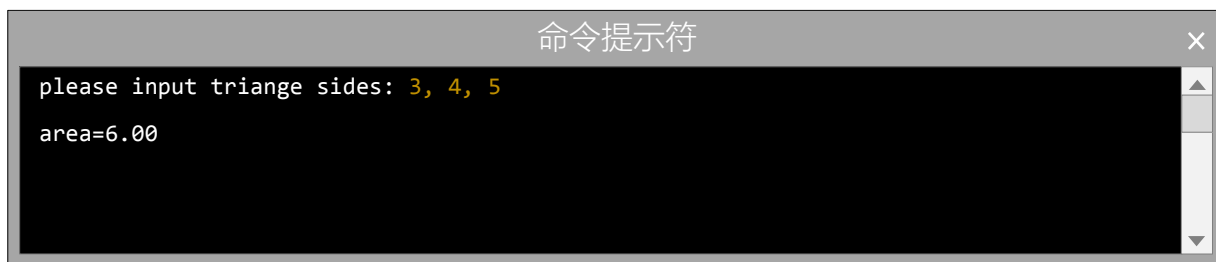 命令提示符
please input triange sides: 3, 4, 5
area=6.00